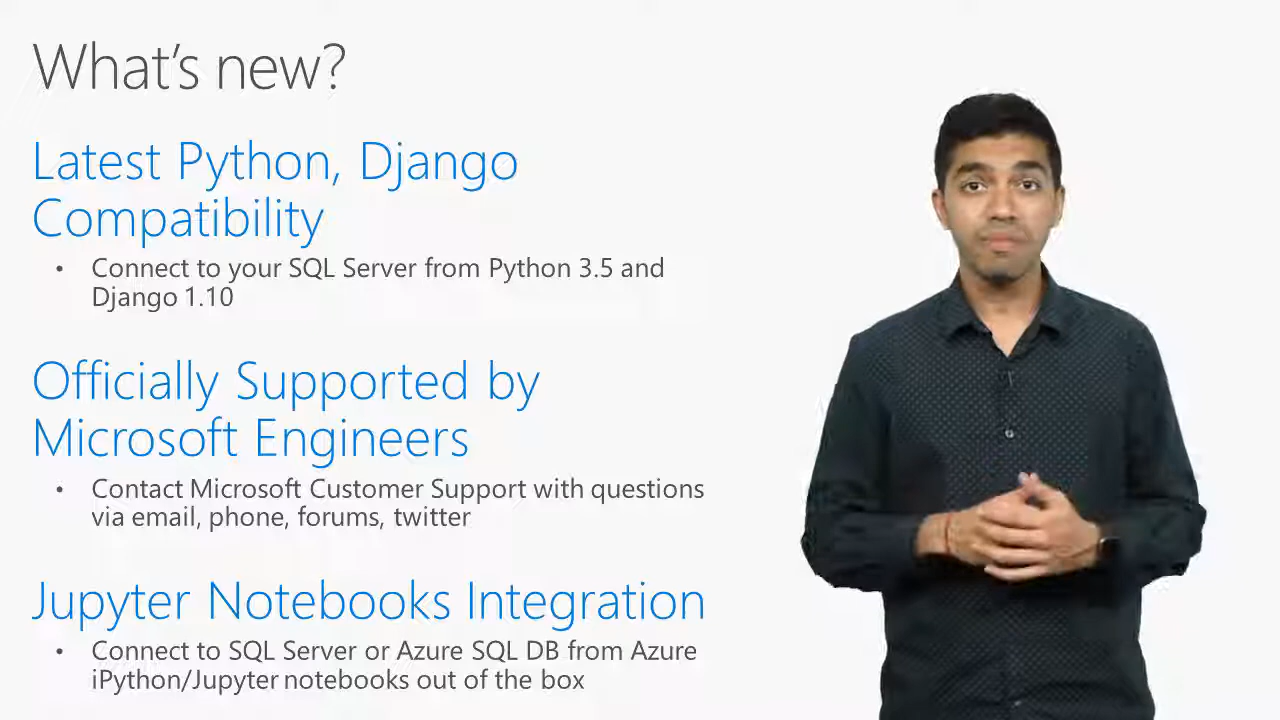 What's new?
Latest Python, Django
Compatibility
• Connect to your SQL Server from Python 3.5 and
Django 1.10
Officially Supported by
Microsoft Engineers
• Contact Microsoft Customer Support with questions
via email, phone, forums, twitter
Jupyter Notebooks Integration
• Connect to SQL Server or Azure SQL DB from Azure
iPython/Jupyter notebooks out of the box